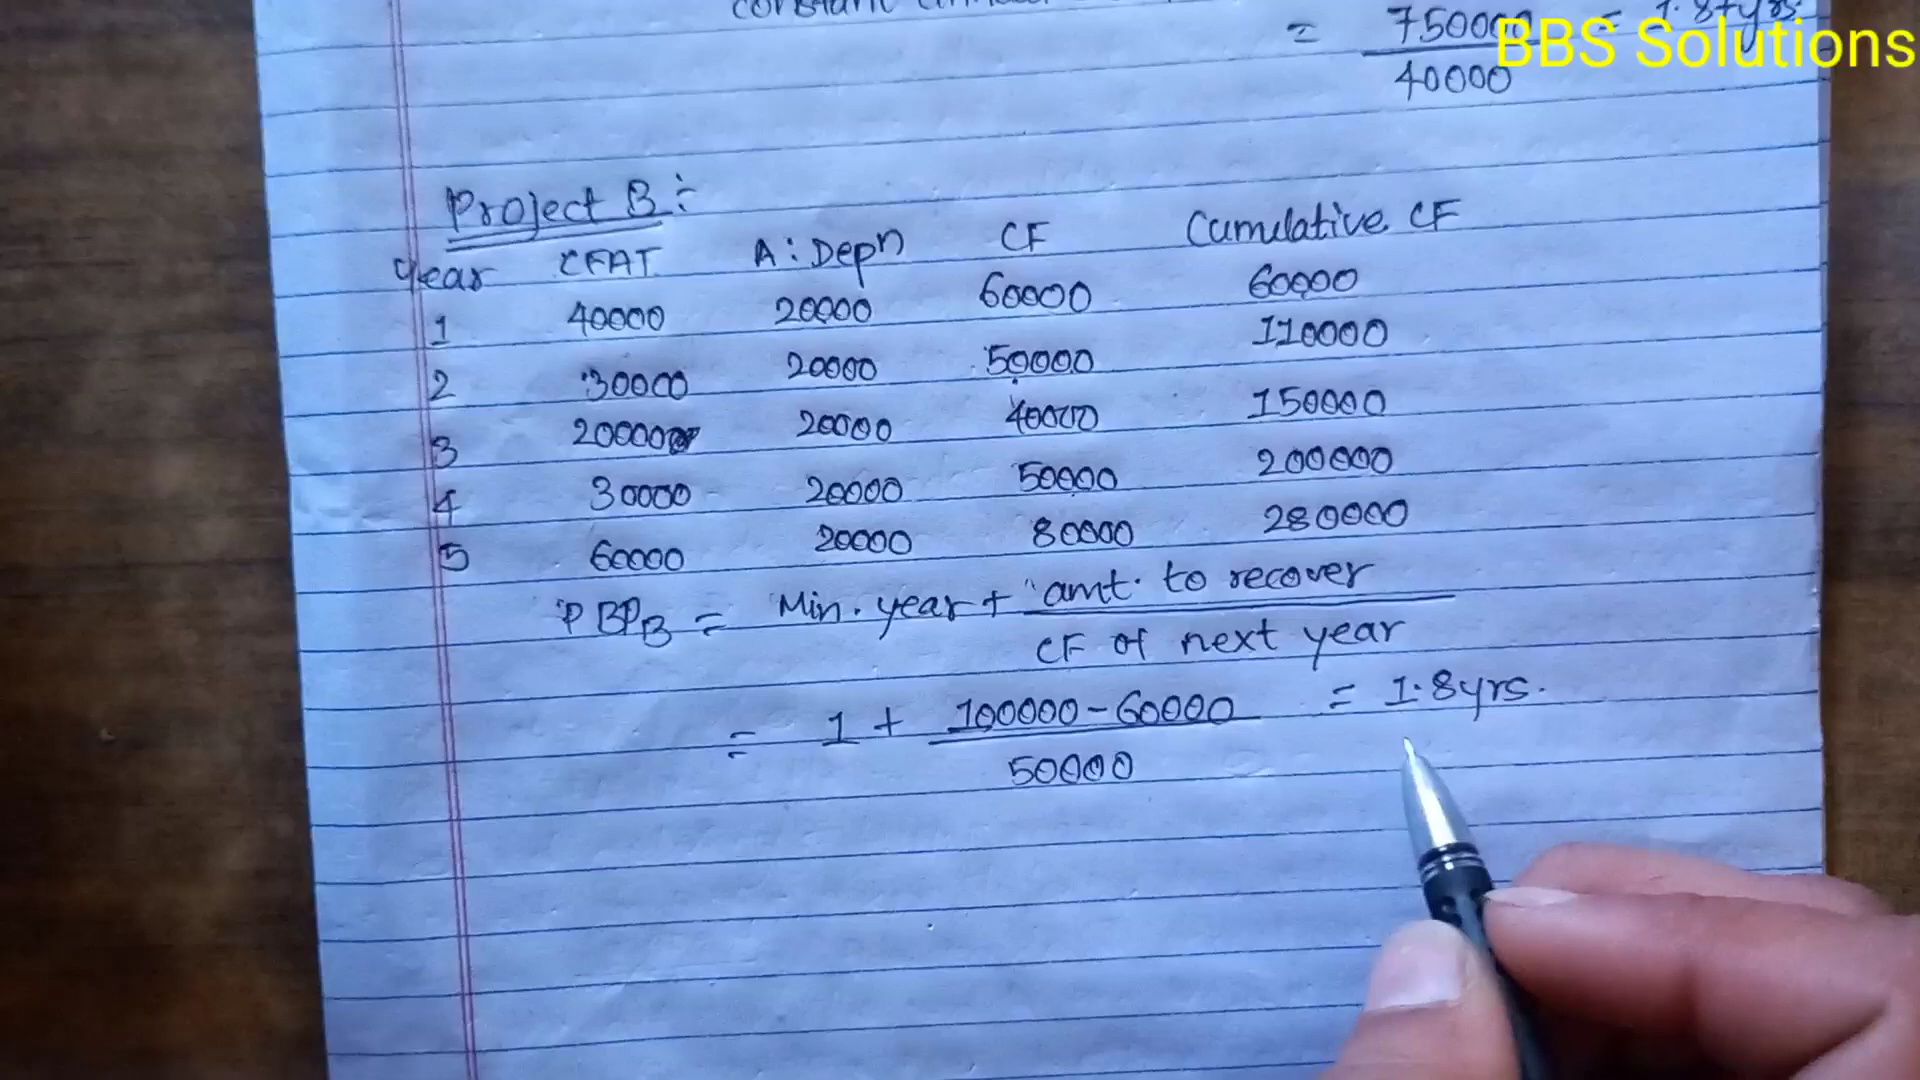 constant
= 750000
40000
BBS Solutions
Project B:-
Year CFAT A: Depn CF Cumulative CF
1 40000 20000 60000 60000
2 30000 20000 50000 110000
3 20000 20000 40000 150000
4 30000 20000 50000 200000
5 60000 20000 80000 280000
PBPB = Min. year + amt. to recover
CF of next year
= 1 + 100000-60000 = 1.8yrs.
50000